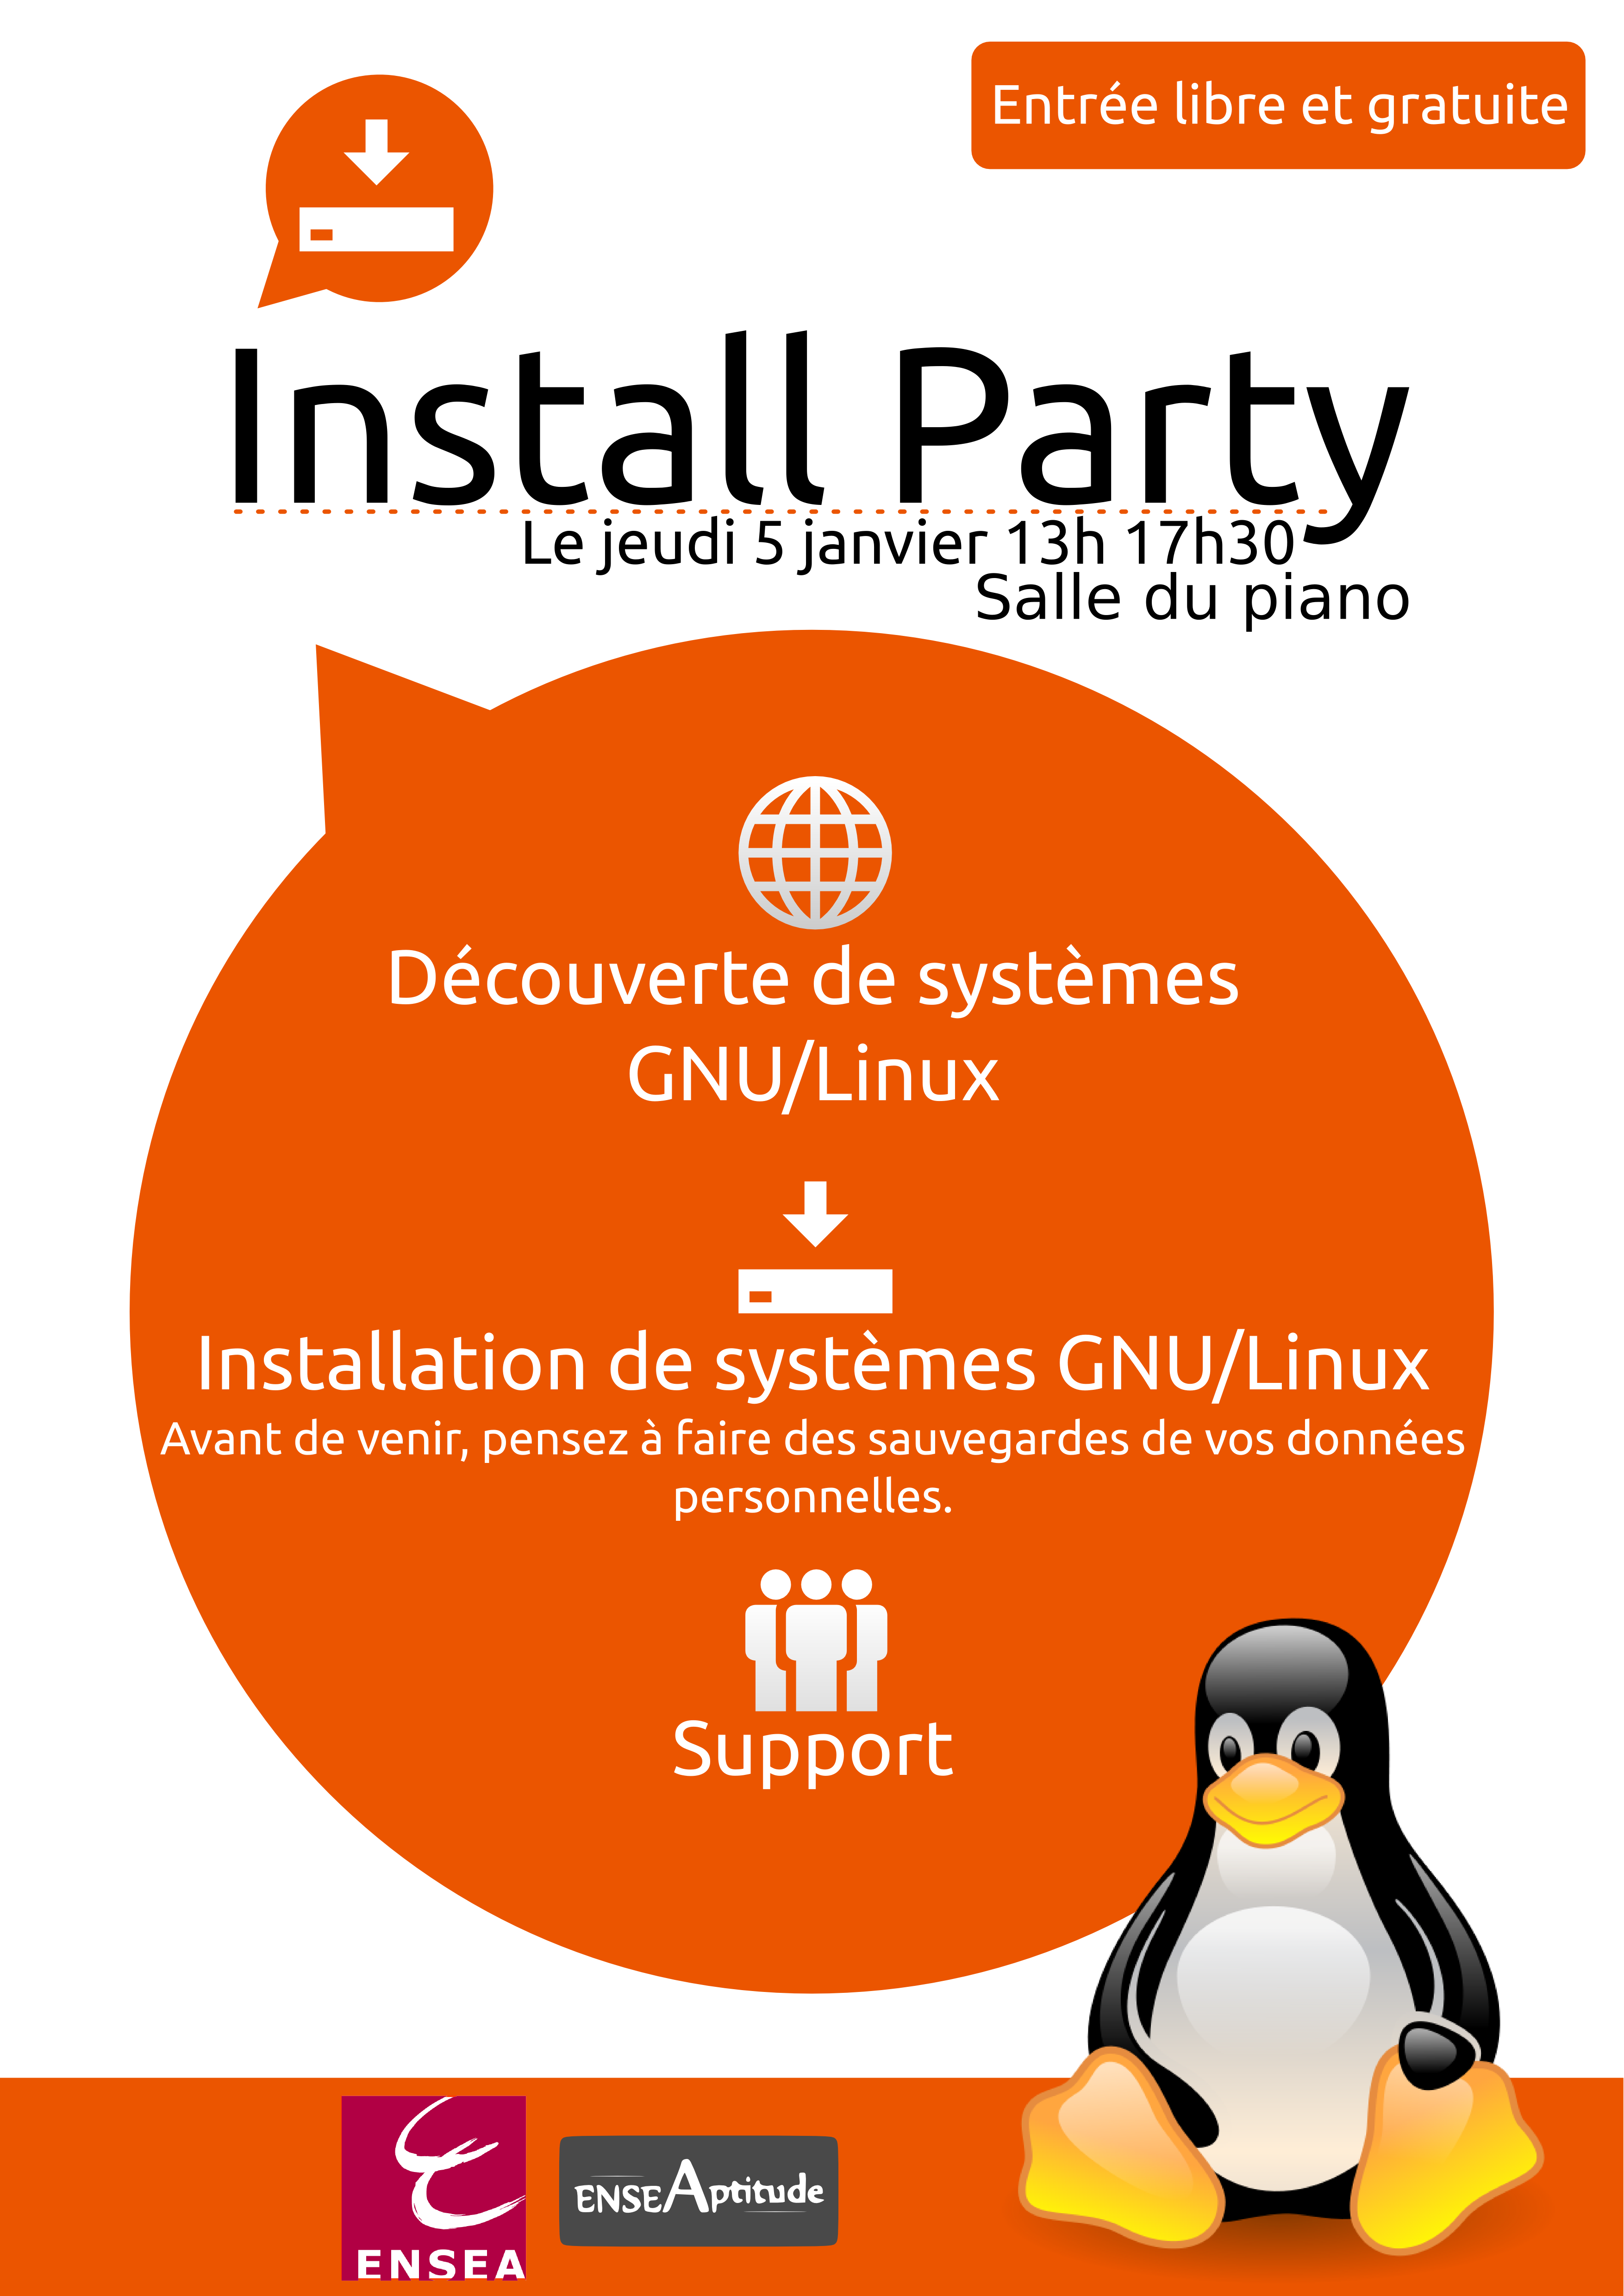 Entrée libre et gratuite
Install Party
Le jeudi 5 janvier 13h 17h30
Salle du piano
Découverte de systèmes
GNU/Linux
Installation de systèmes GNU/Linux
Avant de venir, pensez à faire des sauvegardes de vos données
personnelles.
Support
ENSEA
ENSEAptitude